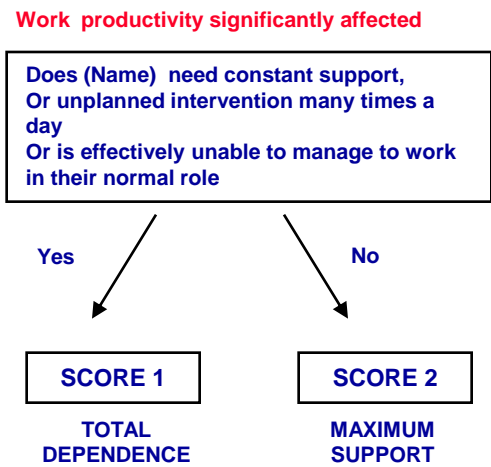 Work productivity significantly affected
Does (Name) need constant support,
Or unplanned intervention many times a
day
Or is effectively unable to manage to work
in their normal role
Yes
No
SCORE 1
SCORE 2
TOTAL
DEPENDENCE
MAXIMUM
SUPPORT